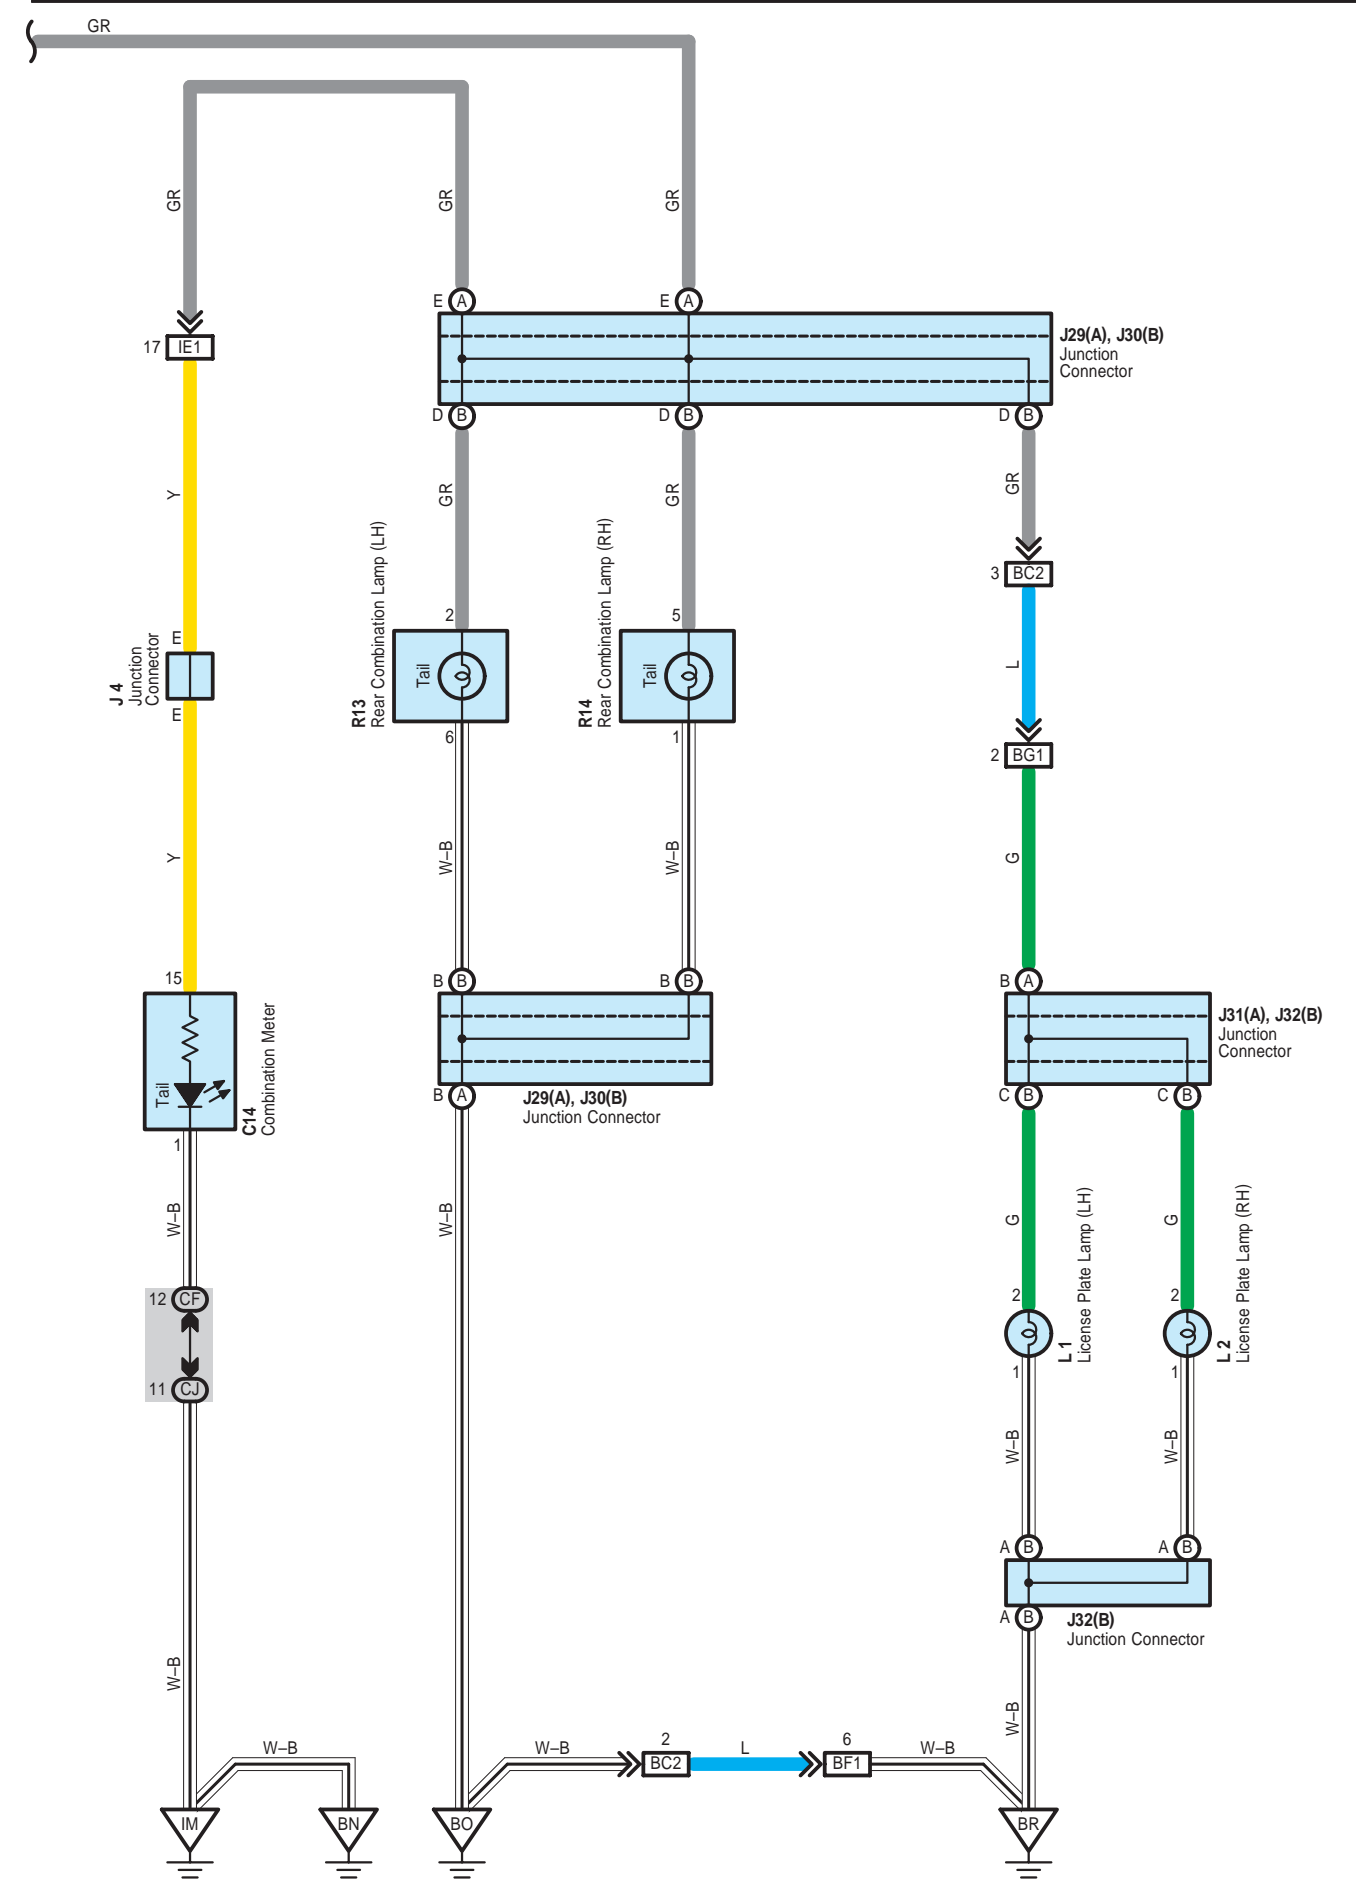 GR
GR
GR
GR
E A
E A
J29(A), J30(B)
Junction
Connector
17 IE1
D B
D B
D B
Y
GR
GR
GR
R13
Rear Combination Lamp (LH)
R14
Rear Combination Lamp (RH)
3 BC2
2
5
E
J 4
Junction
Connector
E
Tail
Tail
L
6
1
2 BG1
Y
W–B
W–B
G
15
B B
B B
B A
J31(A), J32(B)
Junction
Connector
Tail
C14
Combination Meter
B A
J29(A), J30(B)
Junction Connector
C B
C B
1
W–B
W–B
G
G
12 CF
2
2
L 1
License Plate Lamp (LH)
L 2
License Plate Lamp (RH)
11 CJ
1
1
W–B
W–B
A B
A B
A B
J32(B)
Junction Connector
W–B
W–B
W–B
W–B
2
BC2
L
6
BF1
W–B
IM
BN
BO
BR